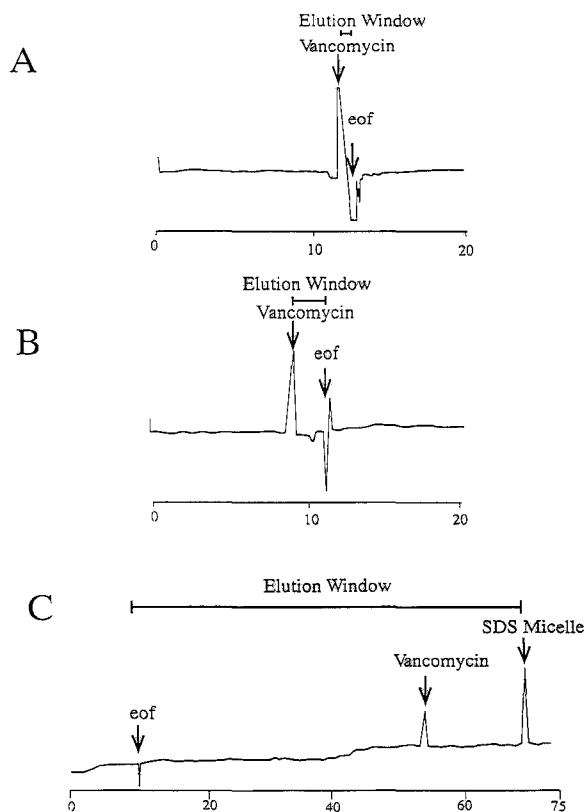 Elution Window
A
Vancomycin
eof
0 10 20
Elution Window
Vancomycin
B
eof
0 10 20
Elution Window
C
SDS Micelle
Vancomycin
eof
0 20 40 60 75